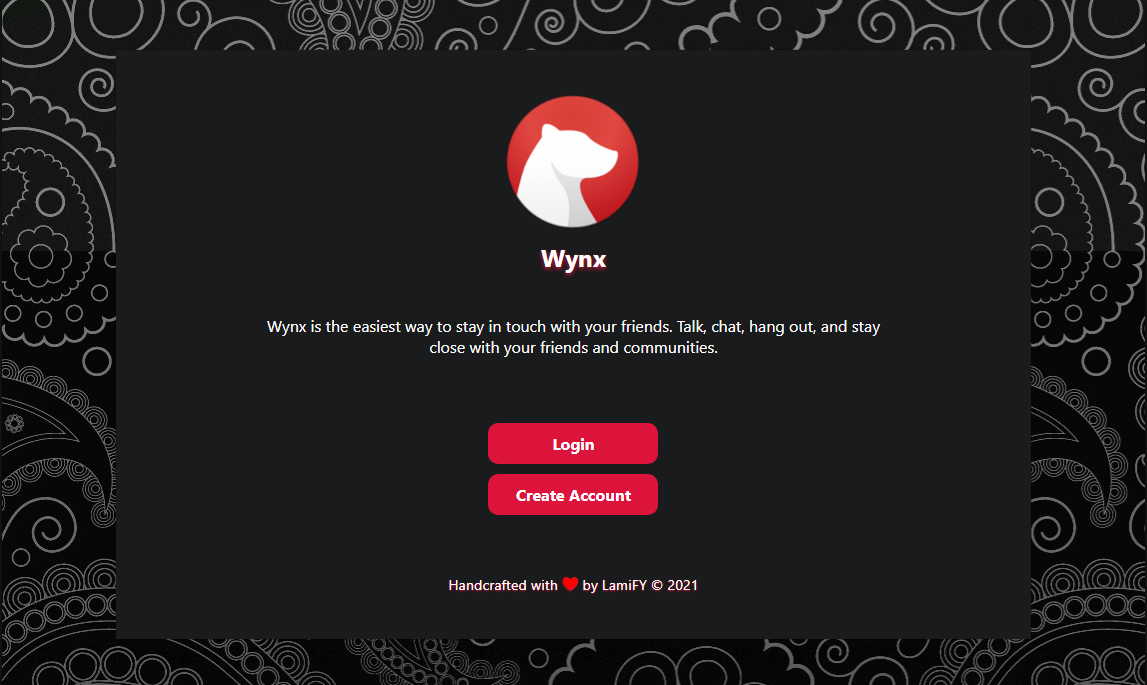 Wynx
Wynx is the easiest way to stay in touch with your friends. Talk, chat, hang out, and stay
close with your friends and communities.
Login
Create Account
Handcrafted with ❤ by LamiFY © 2021